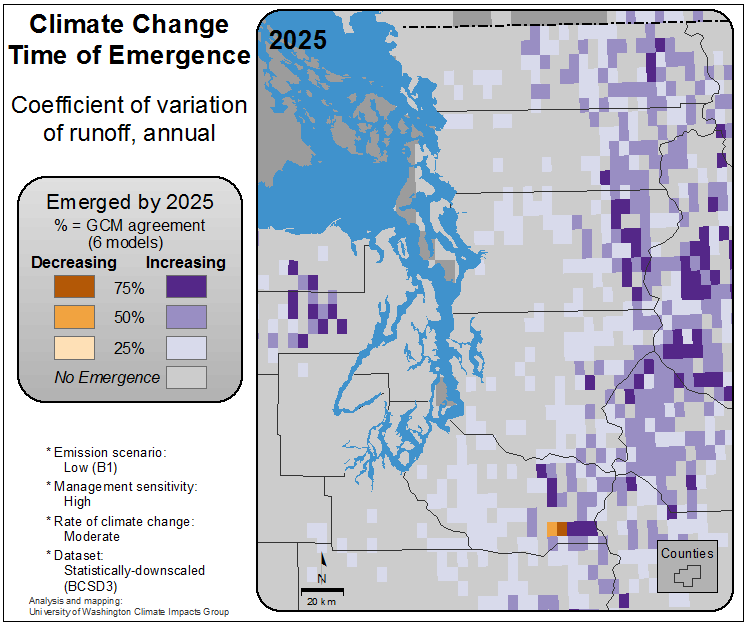 Climate Change
Time of Emergence
Coefficient of variation
of runoff, annual
Emerged by 2025
% = GCM agreement
(6 models)
Decreasing Increasing
75%
50%
25%
No Emergence
* Emission scenario:
Low (B1)
* Management sensitivity:
High
* Rate of climate change:
Moderate
* Dataset:
Statistically-downscaled
(BCSD3)
Analysis and mapping:
University of Washington Climate Impacts Group
2025
N
20 km
Counties